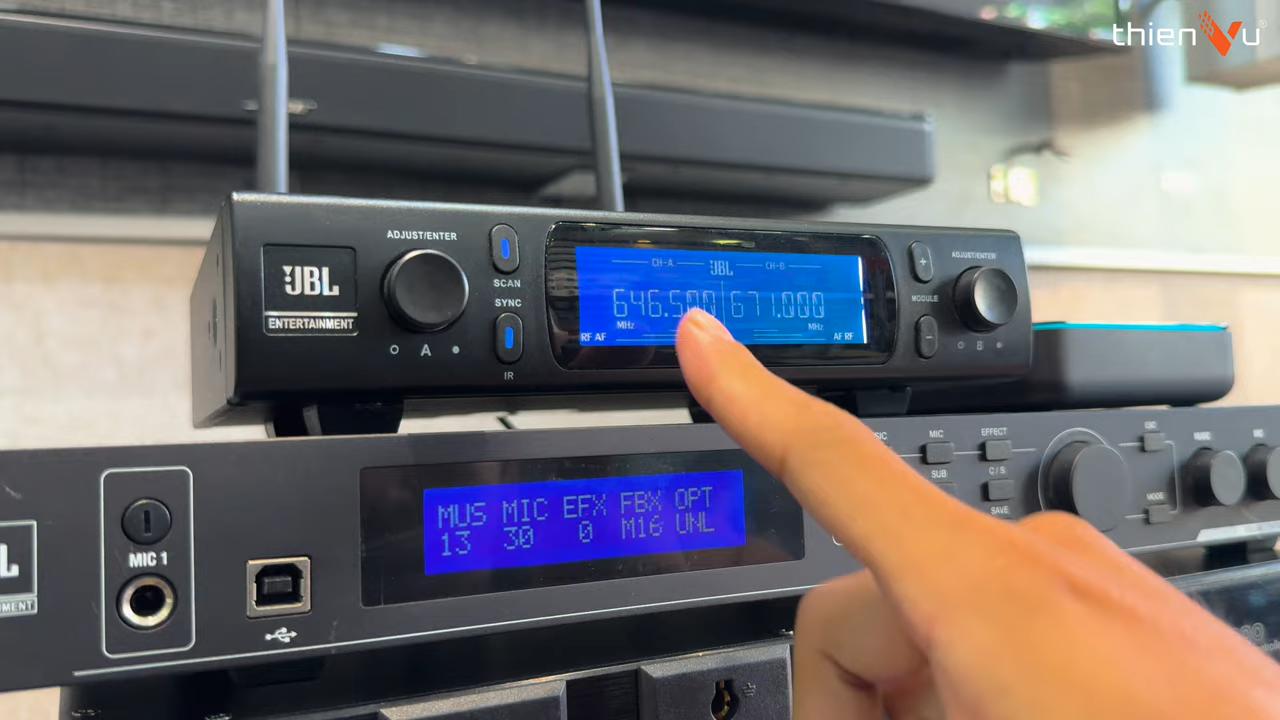 thienVu
ADJUST/ENTER
JBL
ENTERTAINMENT
A
SCAN
SYNC
IR
CH-A
JBL
CH-B
646.500
671.000
MHz
MHz
RF AF
AF RF
+
MODULE
-
ADJUST/ENTER
B
MIC 1
MUS MIC EFX FBX OPT
13 30 0 M16 UNL
MIC
SUB
EFFECT
C/S
SAVE
MODE